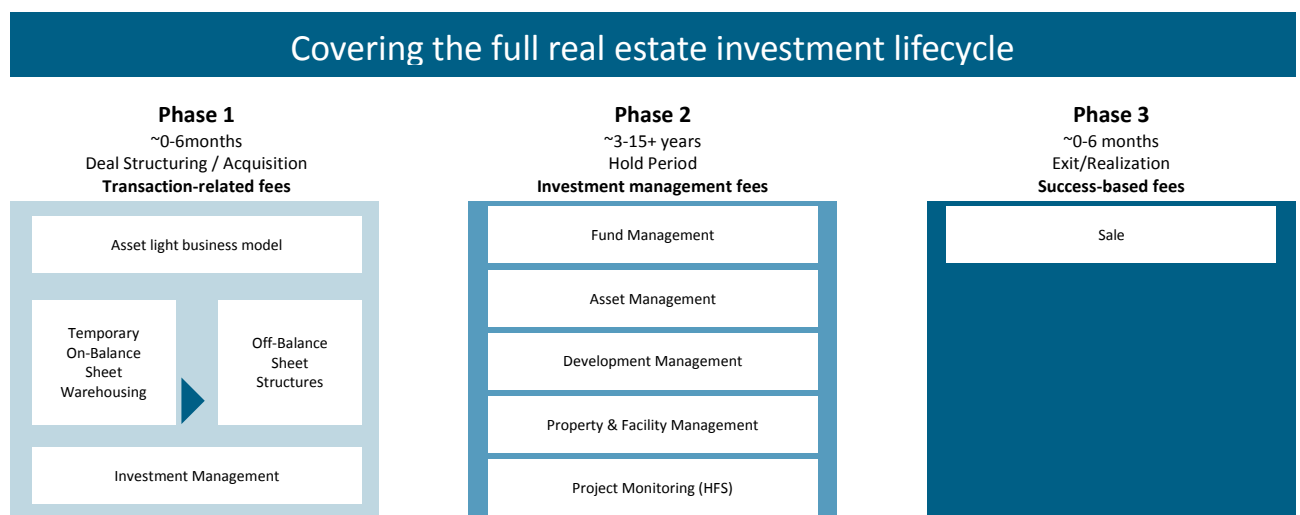 Covering the full real estate investment lifecycle
Phase 1
~0-6months
Deal Structuring / Acquisition
Transaction-related fees
Asset light business model
Temporary
On-Balance
Sheet
Warehousing
Off-Balance
Sheet
Structures
Investment Management
Phase 2
~3-15+ years
Hold Period
Investment management fees
Fund Management
Asset Management
Development Management
Property & Facility Management
Project Monitoring (HFS)
Phase 3
~0-6 months
Exit/Realization
Success-based fees
Sale